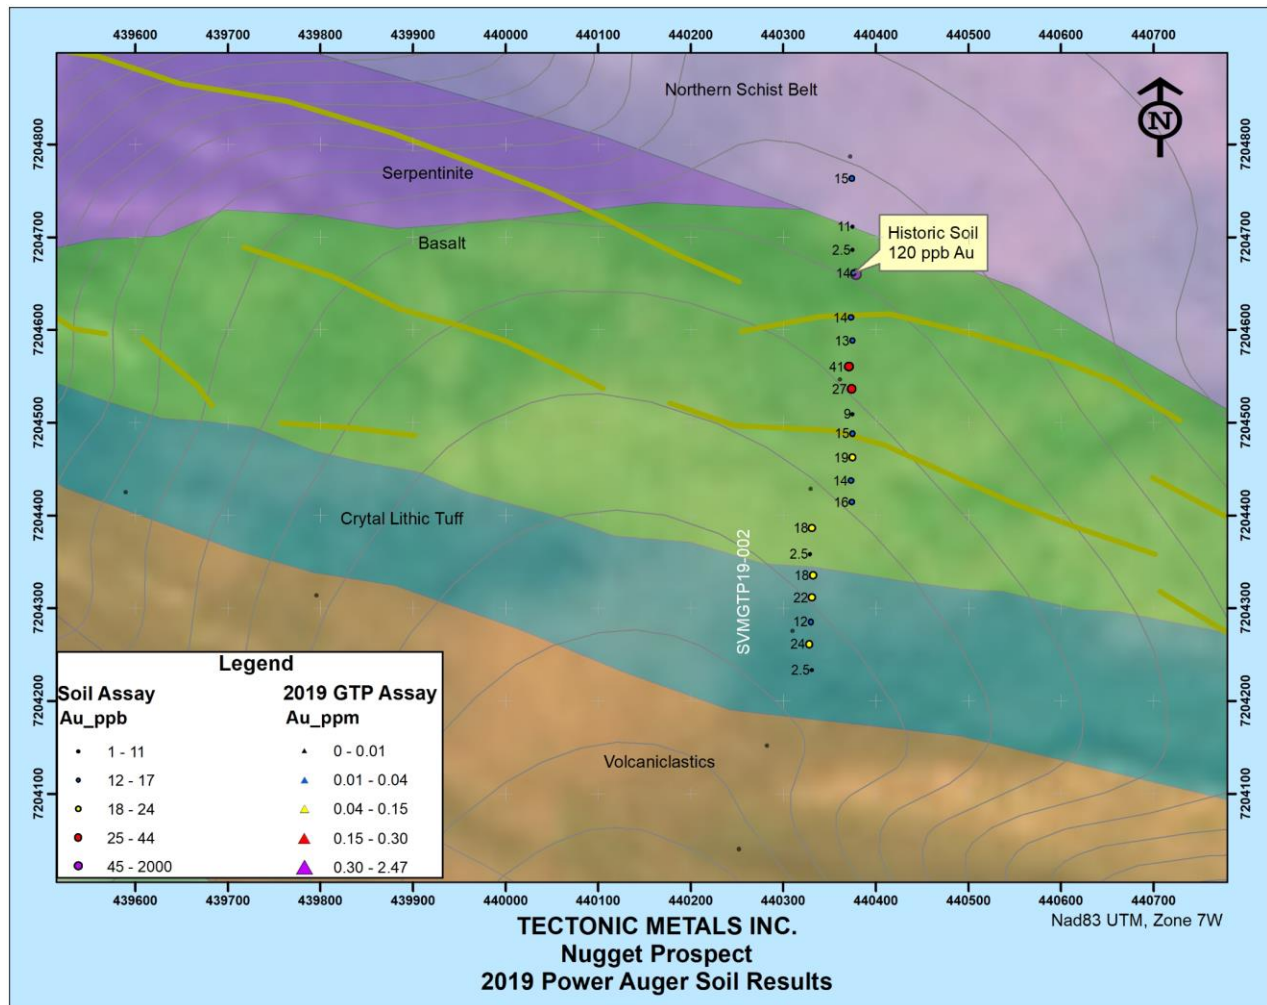 439600 439700 439800 439900 440000 440100 440200 440300 440400 440500 440600 440700
Northern Schist Belt
N
7204800 7204800
15
Serpentinite
11
Historic Soil
120 ppb Au
7204700 7204700
Basalt
2.5
14
14
7204600 7204600
13
41
27
9
7204500 7204500
15
19
14
7204400 7204400
16
Crytal Lithic Tuff
18
2.5
SVMGTP19-002
18
7204300 7204300
22
12
24
2.5
7204200 7204200
Volcaniclastics
7204100 7204100
Legend
Soil Assay 2019 GTP Assay
Au_ppb Au_ppm
1 - 11 0 - 0.01
12 - 17 0.01 - 0.04
18 - 24 0.04 - 0.15
25 - 44 0.15 - 0.30
45 - 2000 0.30 - 2.47
439600 439700 439800 439900 440000 440100 440200 440300 440400 440500 440600 440700
Nad83 UTM, Zone 7W
TECTONIC METALS INC.
Nugget Prospect
2019 Power Auger Soil Results